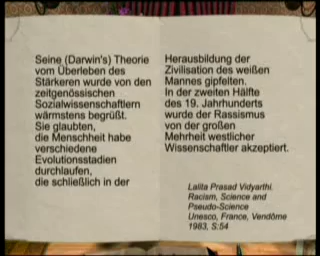 Seine (Darwin's) Theorie
vom Überleben des
Stärkeren wurde von den
zeitgenössischen
Sozialwissenschaftlern
wärmstens begrüßt.
Sie glaubten,
die Menschheit habe
verschiedene
Evolutionsstadien
durchlaufen,
die schließlich in der
Herausbildung der
Zivilisation des weißen
Mannes gipfelten.
In der zweiten Hälfte
des 19. Jahrhunderts
wurde der Rassismus
von der großen
Mehrheit westlicher
Wissenschaftler akzeptiert.
Lalita Prasad Vidyarthi,
Racism, Science and
Pseudo-Science
Unesco, France, Vendôme
1983, S:54